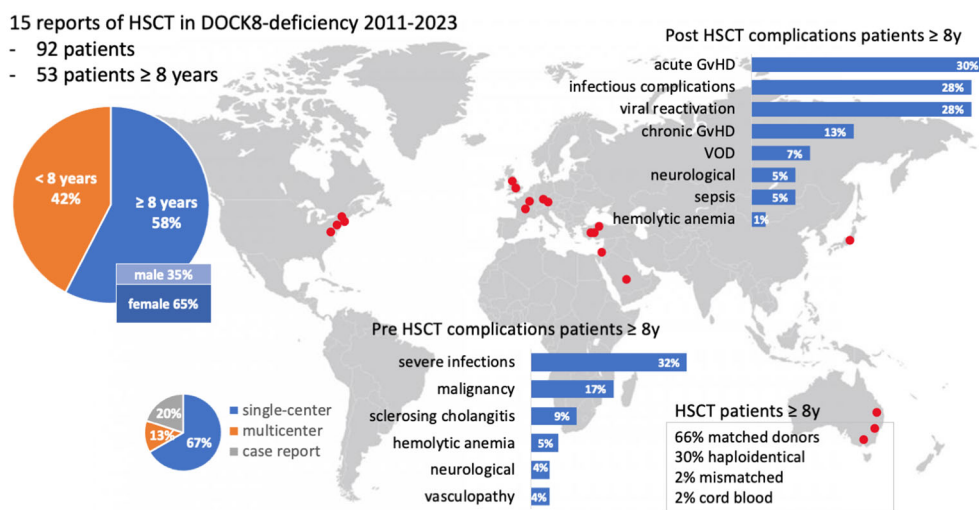 15 reports of HSCT in DOCK8-deficiency 2011-2023
- 92 patients
- 53 patients ≥ 8 years
< 8 years
42%
≥ 8 years
58%
male 35%
female 65%
Post HSCT complications patients ≥ 8y
acute GvHD 30%
infectious complications 28%
viral reactivation 28%
chronic GvHD 13%
VOD 7%
neurological 5%
sepsis 5%
hemolytic anemia 1%
Pre HSCT complications patients ≥ 8y
severe infections 32%
malignancy 17%
sclerosing cholangitis 9%
hemolytic anemia 5%
neurological 4%
vasculopathy 4%
20%
13%
67%
single-center
multicenter
case report
HSCT patients ≥ 8y
66% matched donors
30% haploidentical
2% mismatched
2% cord blood